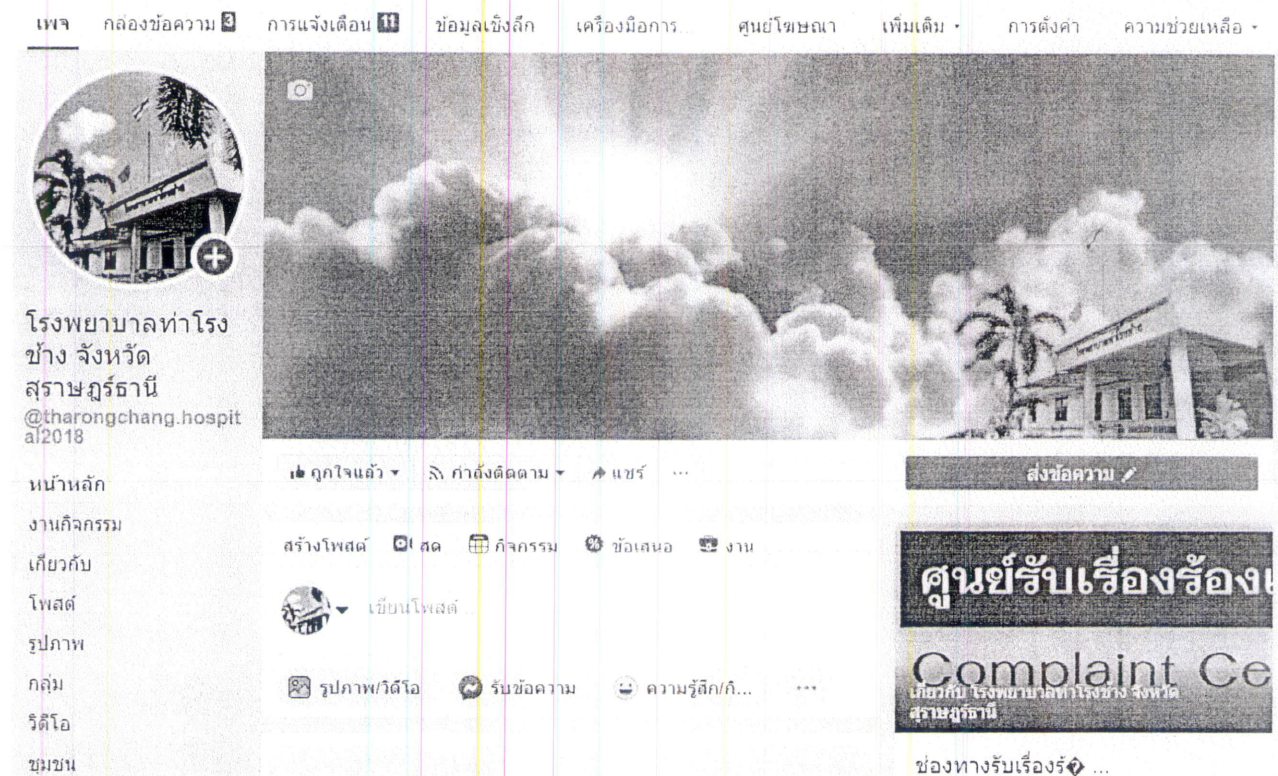 เพจ กล่องข้อความ 3 การแจ้งเตือน 11 ข้อมูลเชิงลึก เครื่องมือการ... ศูนย์โฆษณา เพิ่มเติม การตั้งค่า ความช่วยเหลือ
โรงพยาบาลท่าโรง
ช้าง จังหวัด
สุราษฎร์ธานี
@tharongchang.hospit
al2018
หน้าหลัก
งานกิจกรรม
เกี่ยวกับ
โพสต์
รูปภาพ
กลุ่ม
วิดีโอ
ชุมชน
ถูกใจแล้ว กำลังติดตาม แชร์ ...
ส่งข้อความ
สร้างโพสต์ สด กิจกรรม ข้อเสนอ งาน
เขียนโพสต์...
รูปภาพ/วิดีโอ รับข้อความ ความรู้สึก/กิ... ...
ศูนย์รับเรื่องร้อง
Complaint Ce
เกี่ยวกับ โรงพยาบาลท่าโรงช้าง จังหวัด
สุราษฎร์ธานี
ช่องทางรับเรื่องร้� ...